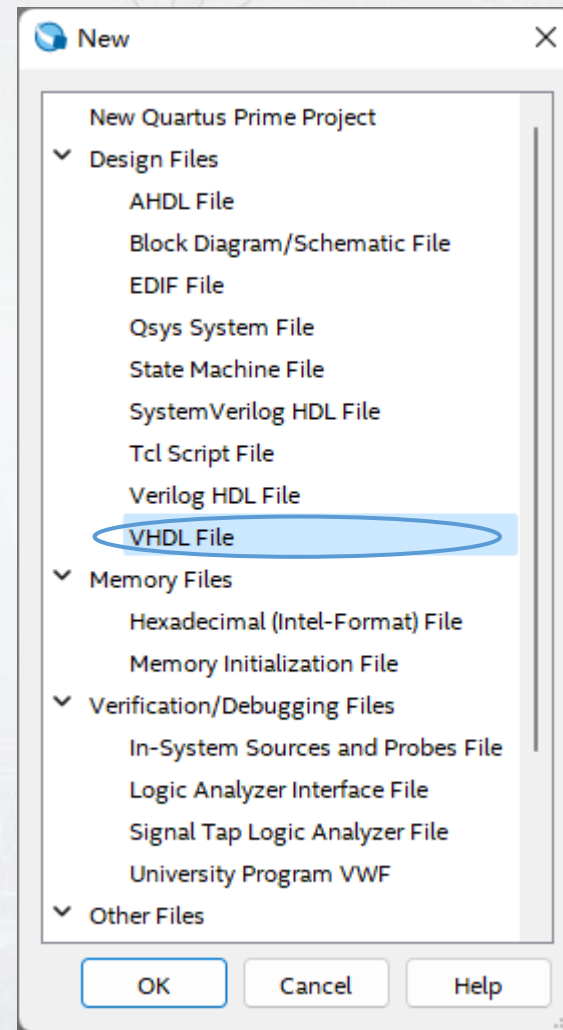 New
New Quartus Prime Project
Design Files
AHDL File
Block Diagram/Schematic File
EDIF File
Qsys System File
State Machine File
SystemVerilog HDL File
Tcl Script File
Verilog HDL File
VHDL File
Memory Files
Hexadecimal (Intel-Format) File
Memory Initialization File
Verification/Debugging Files
In-System Sources and Probes File
Logic Analyzer Interface File
Signal Tap Logic Analyzer File
University Program VWF
Other Files
OK Cancel Help